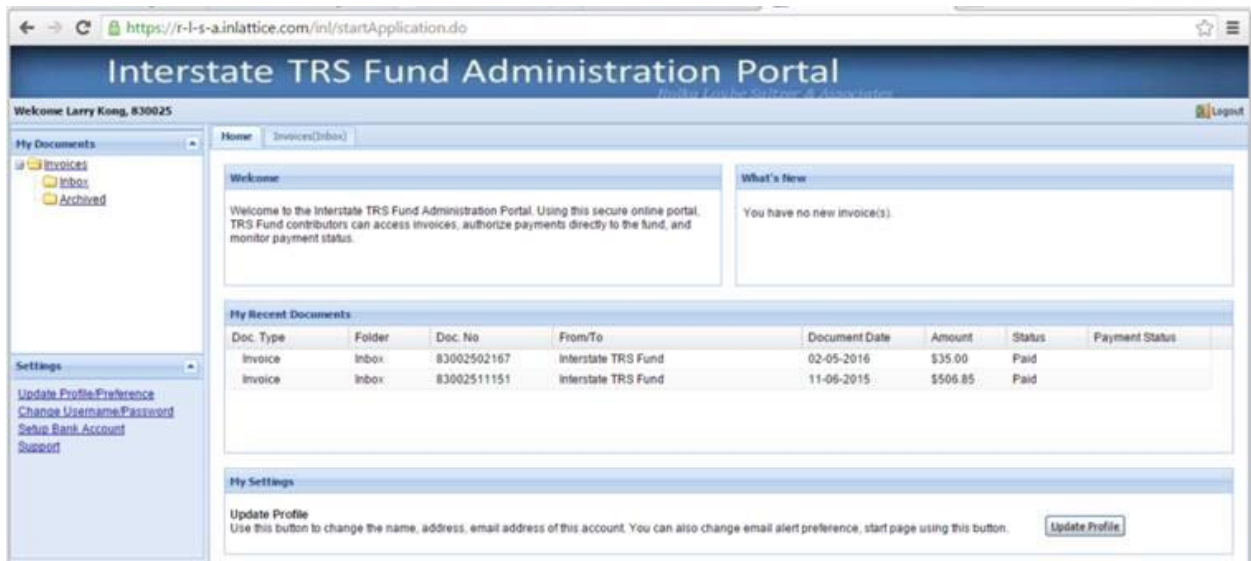 https://r-l-s-a.inlattice.com/inl/startApplication.do
Interstate TRS Fund Administration Portal
Rolka Loube Saltzer & Associates
Welcome Larry Kong, 830025
Logout
My Documents
Invoices
Inbox
Archived
Settings
Update Profile/Preference
Change Username/Password
Setup Bank Account
Support
Home Invoices(Inbox)
Welcome
Welcome to the Interstate TRS Fund Administration Portal. Using this secure online portal,
TRS Fund contributors can access invoices, authorize payments directly to the fund, and
monitor payment status.
What's New
You have no new invoice(s).
My Recent Documents
Doc. Type Folder Doc. No From/To Document Date Amount Status Payment Status
Invoice Inbox 83002502167 Interstate TRS Fund 02-05-2016 $35.00 Paid
Invoice Inbox 83002511151 Interstate TRS Fund 11-06-2015 $506.85 Paid
My Settings
Update Profile
Use this button to change the name, address, email address of this account. You can also change email alert preference, start page using this button.
Update Profile